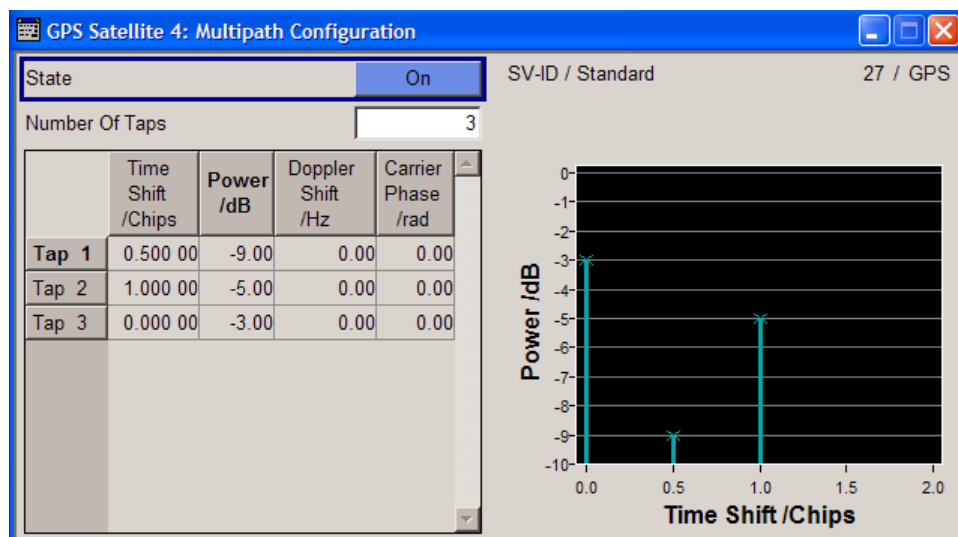 GPS Satellite 4: Multipath Configuration
State On
Number Of Taps 3
Time Shift /Chips Power /dB Doppler Shift /Hz Carrier Phase /rad
Tap 1 0.500 00 -9.00 0.00 0.00
Tap 2 1.000 00 -5.00 0.00 0.00
Tap 3 0.000 00 -3.00 0.00 0.00
SV-ID / Standard 27 / GPS
Power /dB
0
-1
-2
-3
-4
-5
-6
-7
-8
-9
-10
0.0 0.5 1.0 1.5 2.0
Time Shift /Chips